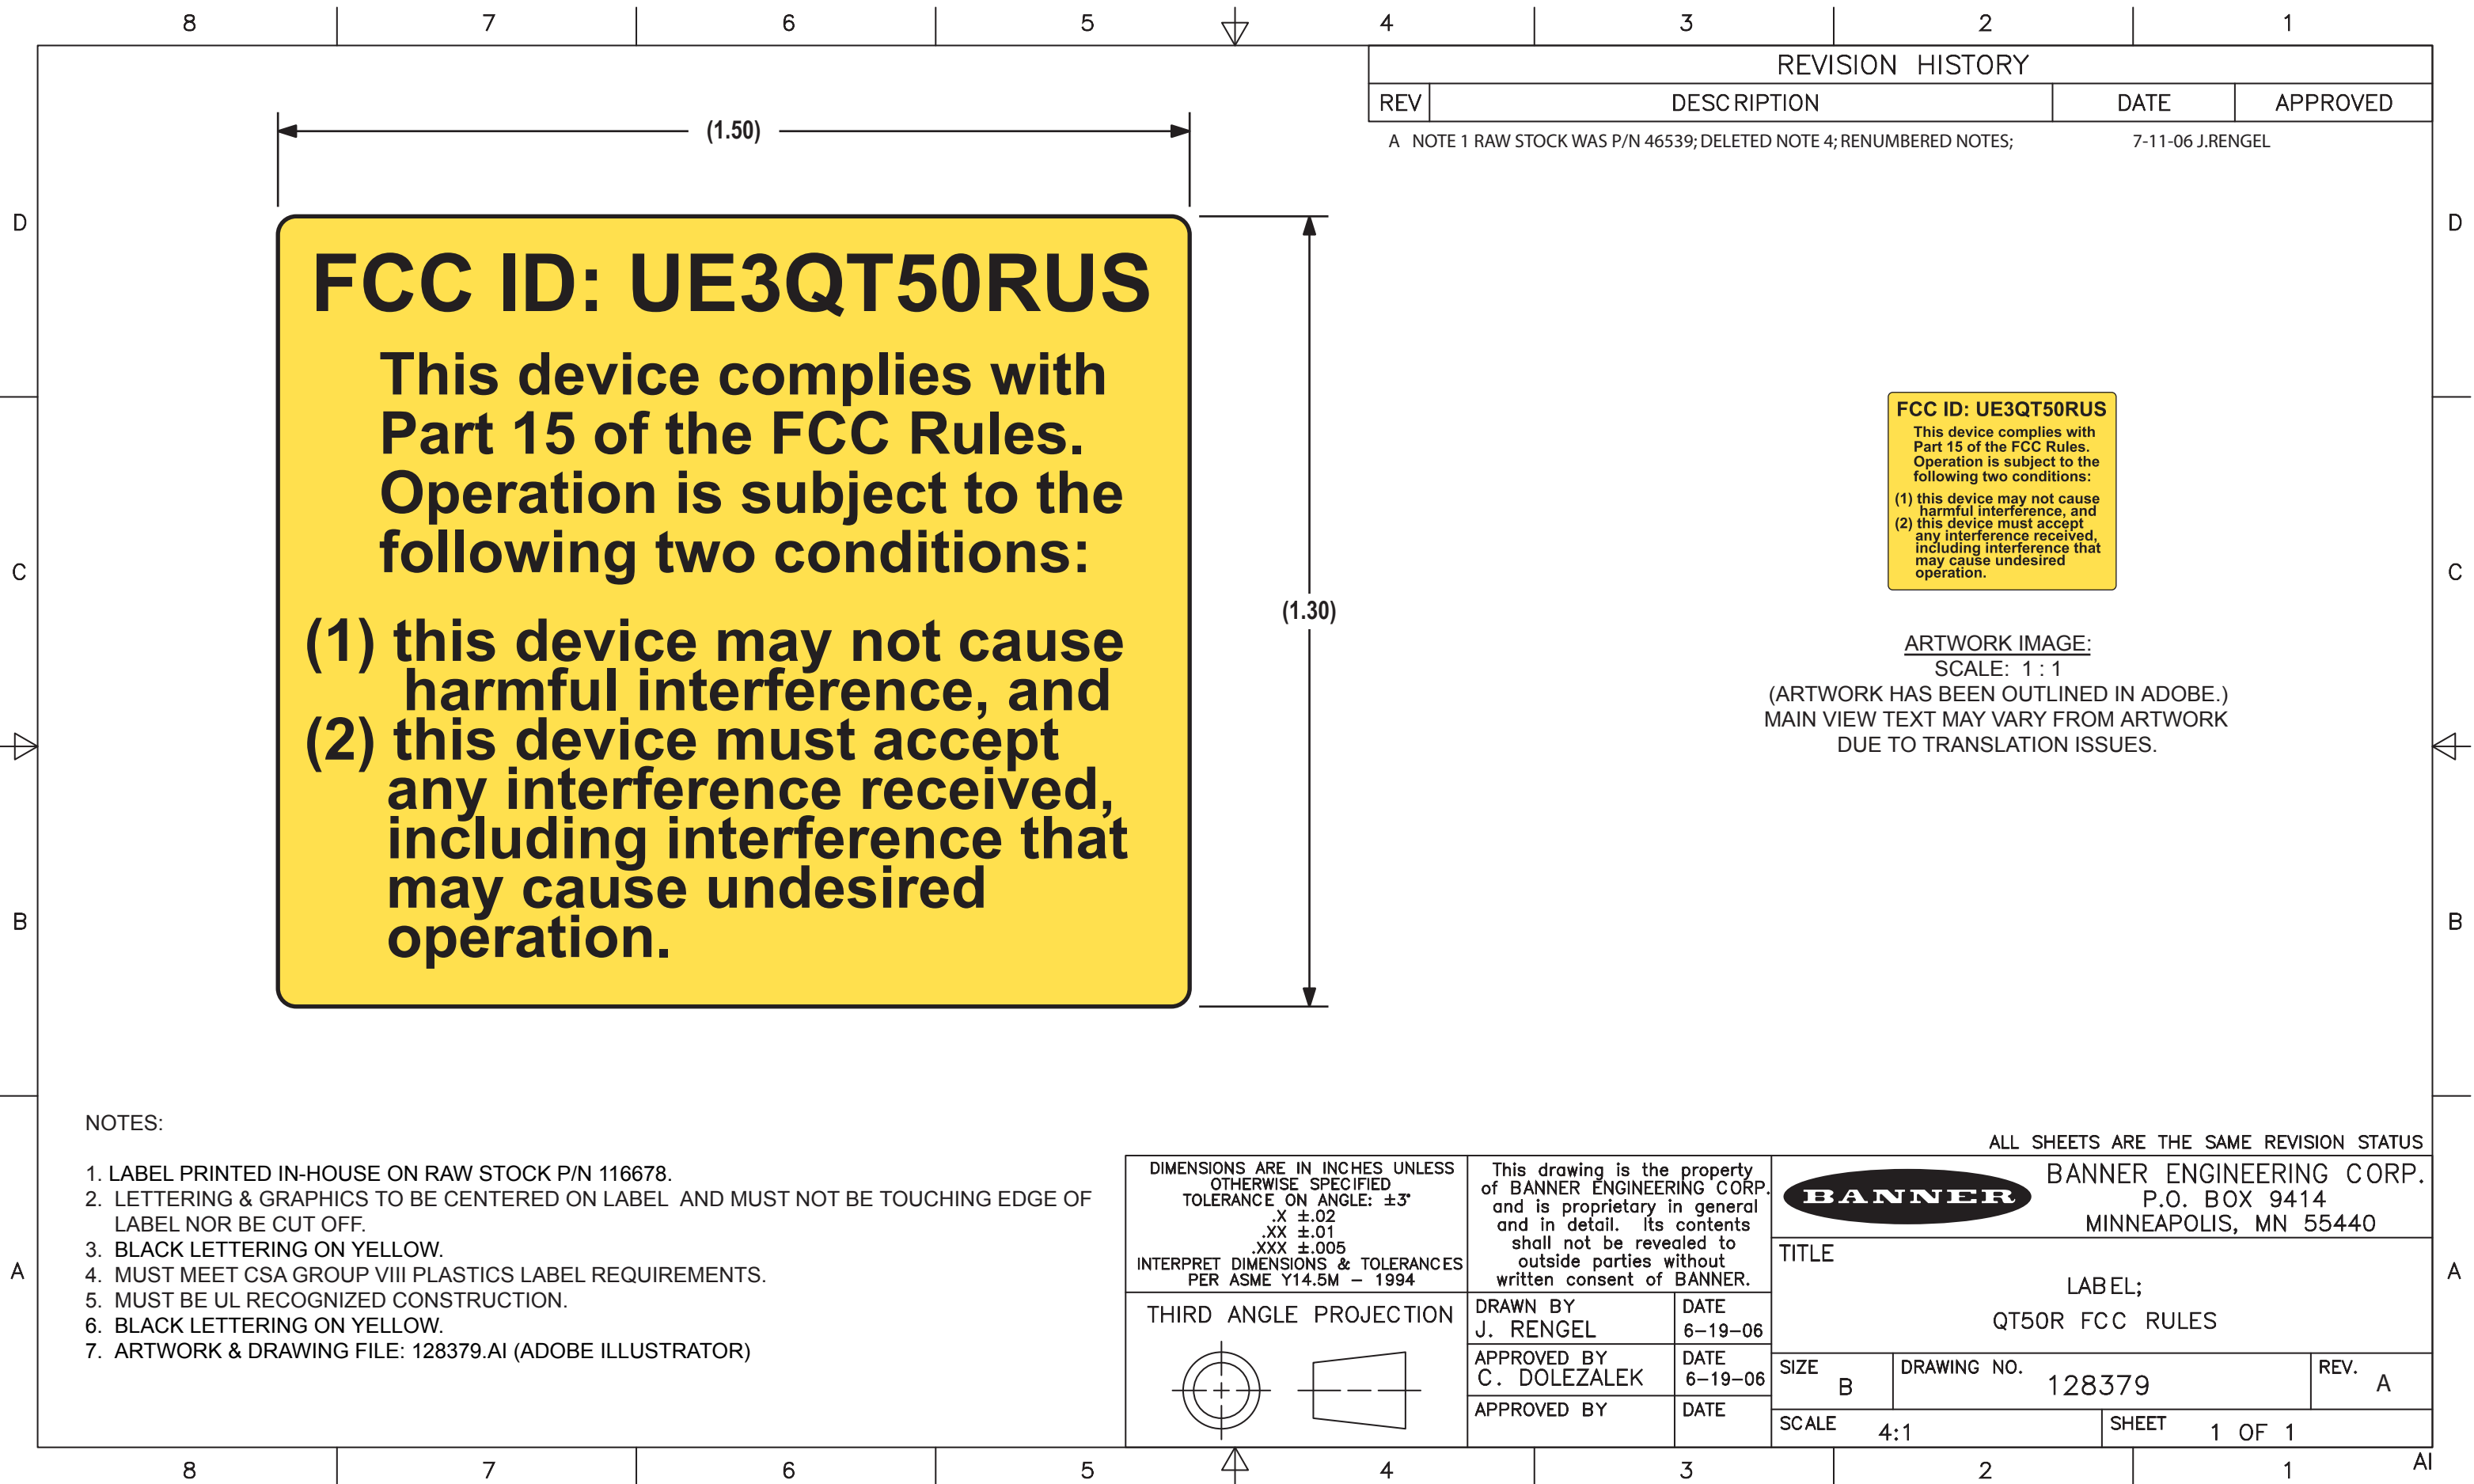 8 7 6 5 4 3 2 1
REVISION HISTORY
REV DESCRIPTION DATE APPROVED
A NOTE 1 RAW STOCK WAS P/N 46539; DELETED NOTE 4; RENUMBERED NOTES; 7-11-06 J.RENGEL
(1.50)
D D
FCC ID: UE3QT50RUS
This device complies with
Part 15 of the FCC Rules.
Operation is subject to the
following two conditions:
(1) this device may not cause
harmful interference, and
(2) this device must accept
any interference received,
including interference that
may cause undesired
operation.
(1.30)
FCC ID: UE3QT50RUS
This device complies with
Part 15 of the FCC Rules.
Operation is subject to the
following two conditions:
(1) this device may not cause
harmful interference, and
(2) this device must accept
any interference received,
including interference that
may cause undesired
operation.
C C
ARTWORK IMAGE:
SCALE: 1 : 1
(ARTWORK HAS BEEN OUTLINED IN ADOBE.)
MAIN VIEW TEXT MAY VARY FROM ARTWORK
DUE TO TRANSLATION ISSUES.
B B
NOTES:
1. LABEL PRINTED IN-HOUSE ON RAW STOCK P/N 116678.
2. LETTERING & GRAPHICS TO BE CENTERED ON LABEL AND MUST NOT BE TOUCHING EDGE OF
LABEL NOR BE CUT OFF.
3. BLACK LETTERING ON YELLOW.
4. MUST MEET CSA GROUP VIII PLASTICS LABEL REQUIREMENTS.
5. MUST BE UL RECOGNIZED CONSTRUCTION.
6. BLACK LETTERING ON YELLOW.
7. ARTWORK & DRAWING FILE: 128379.AI (ADOBE ILLUSTRATOR)
A A
DIMENSIONS ARE IN INCHES UNLESS
OTHERWISE SPECIFIED
TOLERANCE ON ANGLE: ±3°
.X ±.02
.XX ±.01
.XXX ±.005
INTERPRET DIMENSIONS & TOLERANCES
PER ASME Y14.5M – 1994
THIRD ANGLE PROJECTION
This drawing is the property
of BANNER ENGINEERING CORP.
and is proprietary in general
and in detail. Its contents
shall not be revealed to
outside parties without
written consent of BANNER.
DRAWN BY DATE
J. RENGEL 6–19–06
APPROVED BY DATE
C. DOLEZALEK 6–19–06
APPROVED BY DATE
ALL SHEETS ARE THE SAME REVISION STATUS
BANNER
BANNER ENGINEERING CORP.
P.O. BOX 9414
MINNEAPOLIS, MN 55440
TITLE
LABEL;
QT50R FCC RULES
SIZE B DRAWING NO. 128379 REV. A
SCALE 4:1 SHEET 1 OF 1
AI
8 7 6 5 4 3 2 1